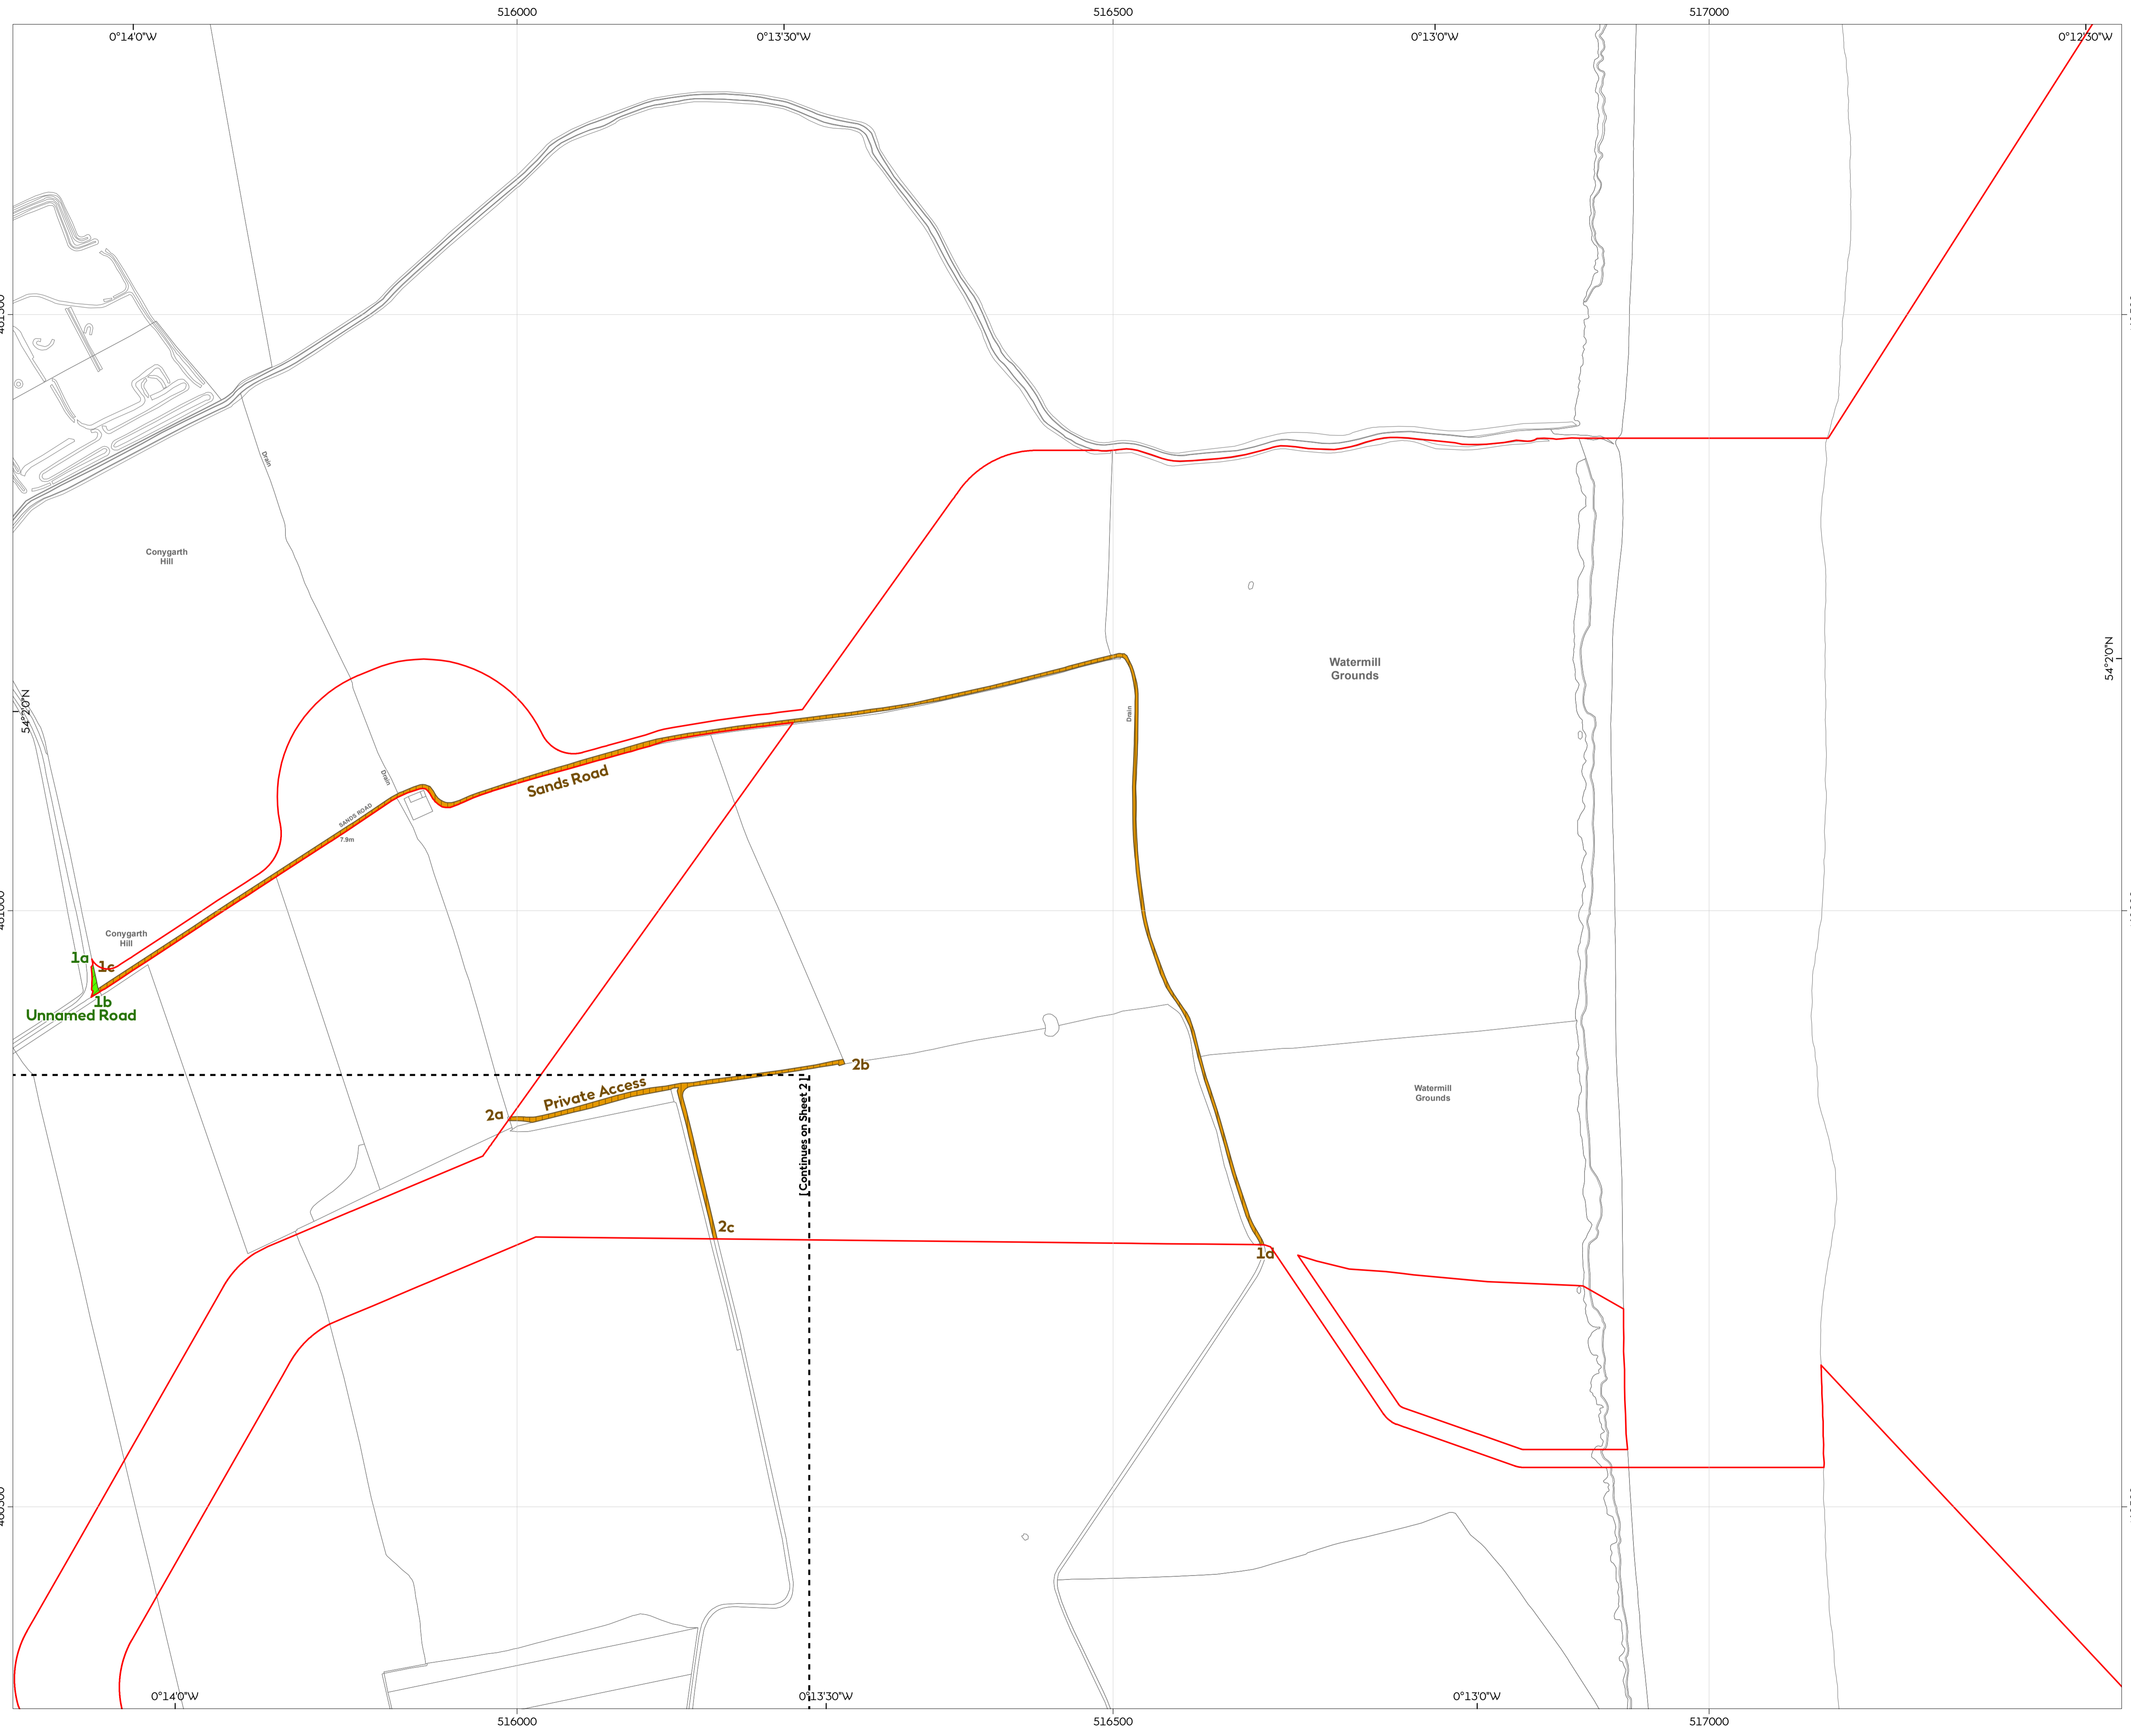 516000
516500
517000
0°14'0"W
0°13'30"W
0°13'0"W
0°12'30"W
Drain
Conygarth
Hill
Watermill
Grounds
54°2'0"N
54°2'0"N
Drain
Drain
Sands Road
SANDS ROAD
7.9m
Conygarth
Hill
1a
1c
1b
Unnamed Road
2b
Private Access
2a
[Continues on Sheet 2]
Watermill
Grounds
2c
1d
0°14'0"W
0°13'30"W
0°13'0"W
516000
516500
517000